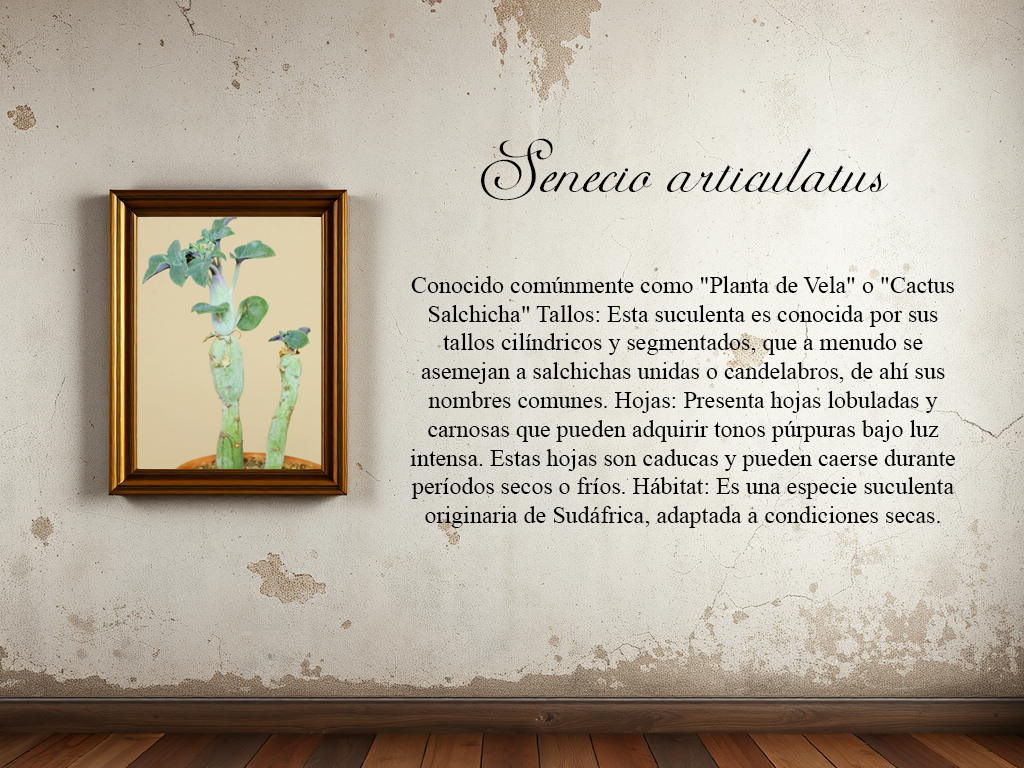 Senecio articulatus
Conocido comúnmente como "Planta de Vela" o "Cactus
Salchicha" Tallos: Esta suculenta es conocida por sus
tallos cilíndricos y segmentados, que a menudo se
asemejan a salchichas unidas o candelabros, de ahí sus
nombres comunes. Hojas: Presenta hojas lobuladas y
carnosas que pueden adquirir tonos púrpuras bajo luz
intensa. Estas hojas son caducas y pueden caerse durante
períodos secos o fríos. Hábitat: Es una especie suculenta
originaria de Sudáfrica, adaptada a condiciones secas.